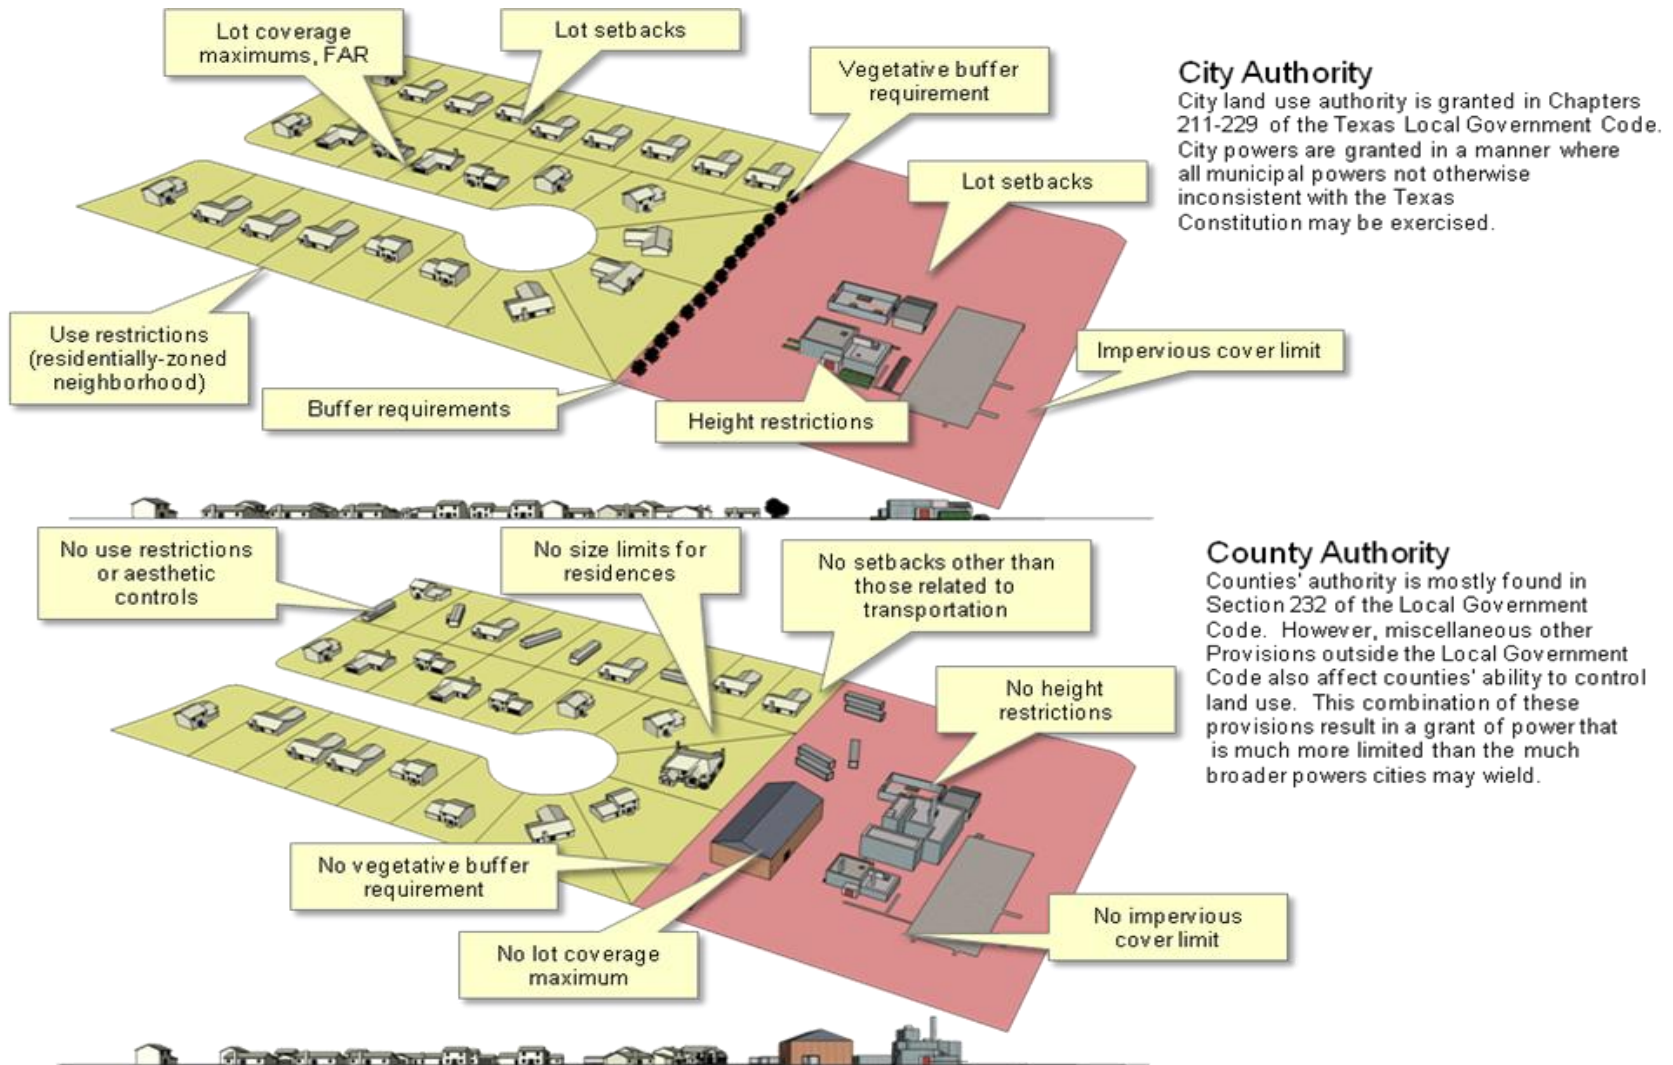 Lot coverage
maximums, FAR
Lot setbacks
Vegetative buffer
requirement
Lot setbacks
Use restrictions
(residentially-zoned
neighborhood)
Buffer requirements
Height restrictions
Impervious cover limit
City Authority
City land use authority is granted in Chapters
211-229 of the Texas Local Government Code.
City powers are granted in a manner where
all municipal powers not otherwise
inconsistent with the Texas
Constitution may be exercised.
No use restrictions
or aesthetic
controls
No size limits for
residences
No setbacks other than
those related to
transportation
No height
restrictions
No vegetative buffer
requirement
No lot coverage
maximum
No impervious
cover limit
County Authority
Counties' authority is mostly found in
Section 232 of the Local Government
Code. However, miscellaneous other
Provisions outside the Local Government
Code also affect counties' ability to control
land use. This combination of these
provisions result in a grant of power that
is much more limited than the much
broader powers cities may wield.